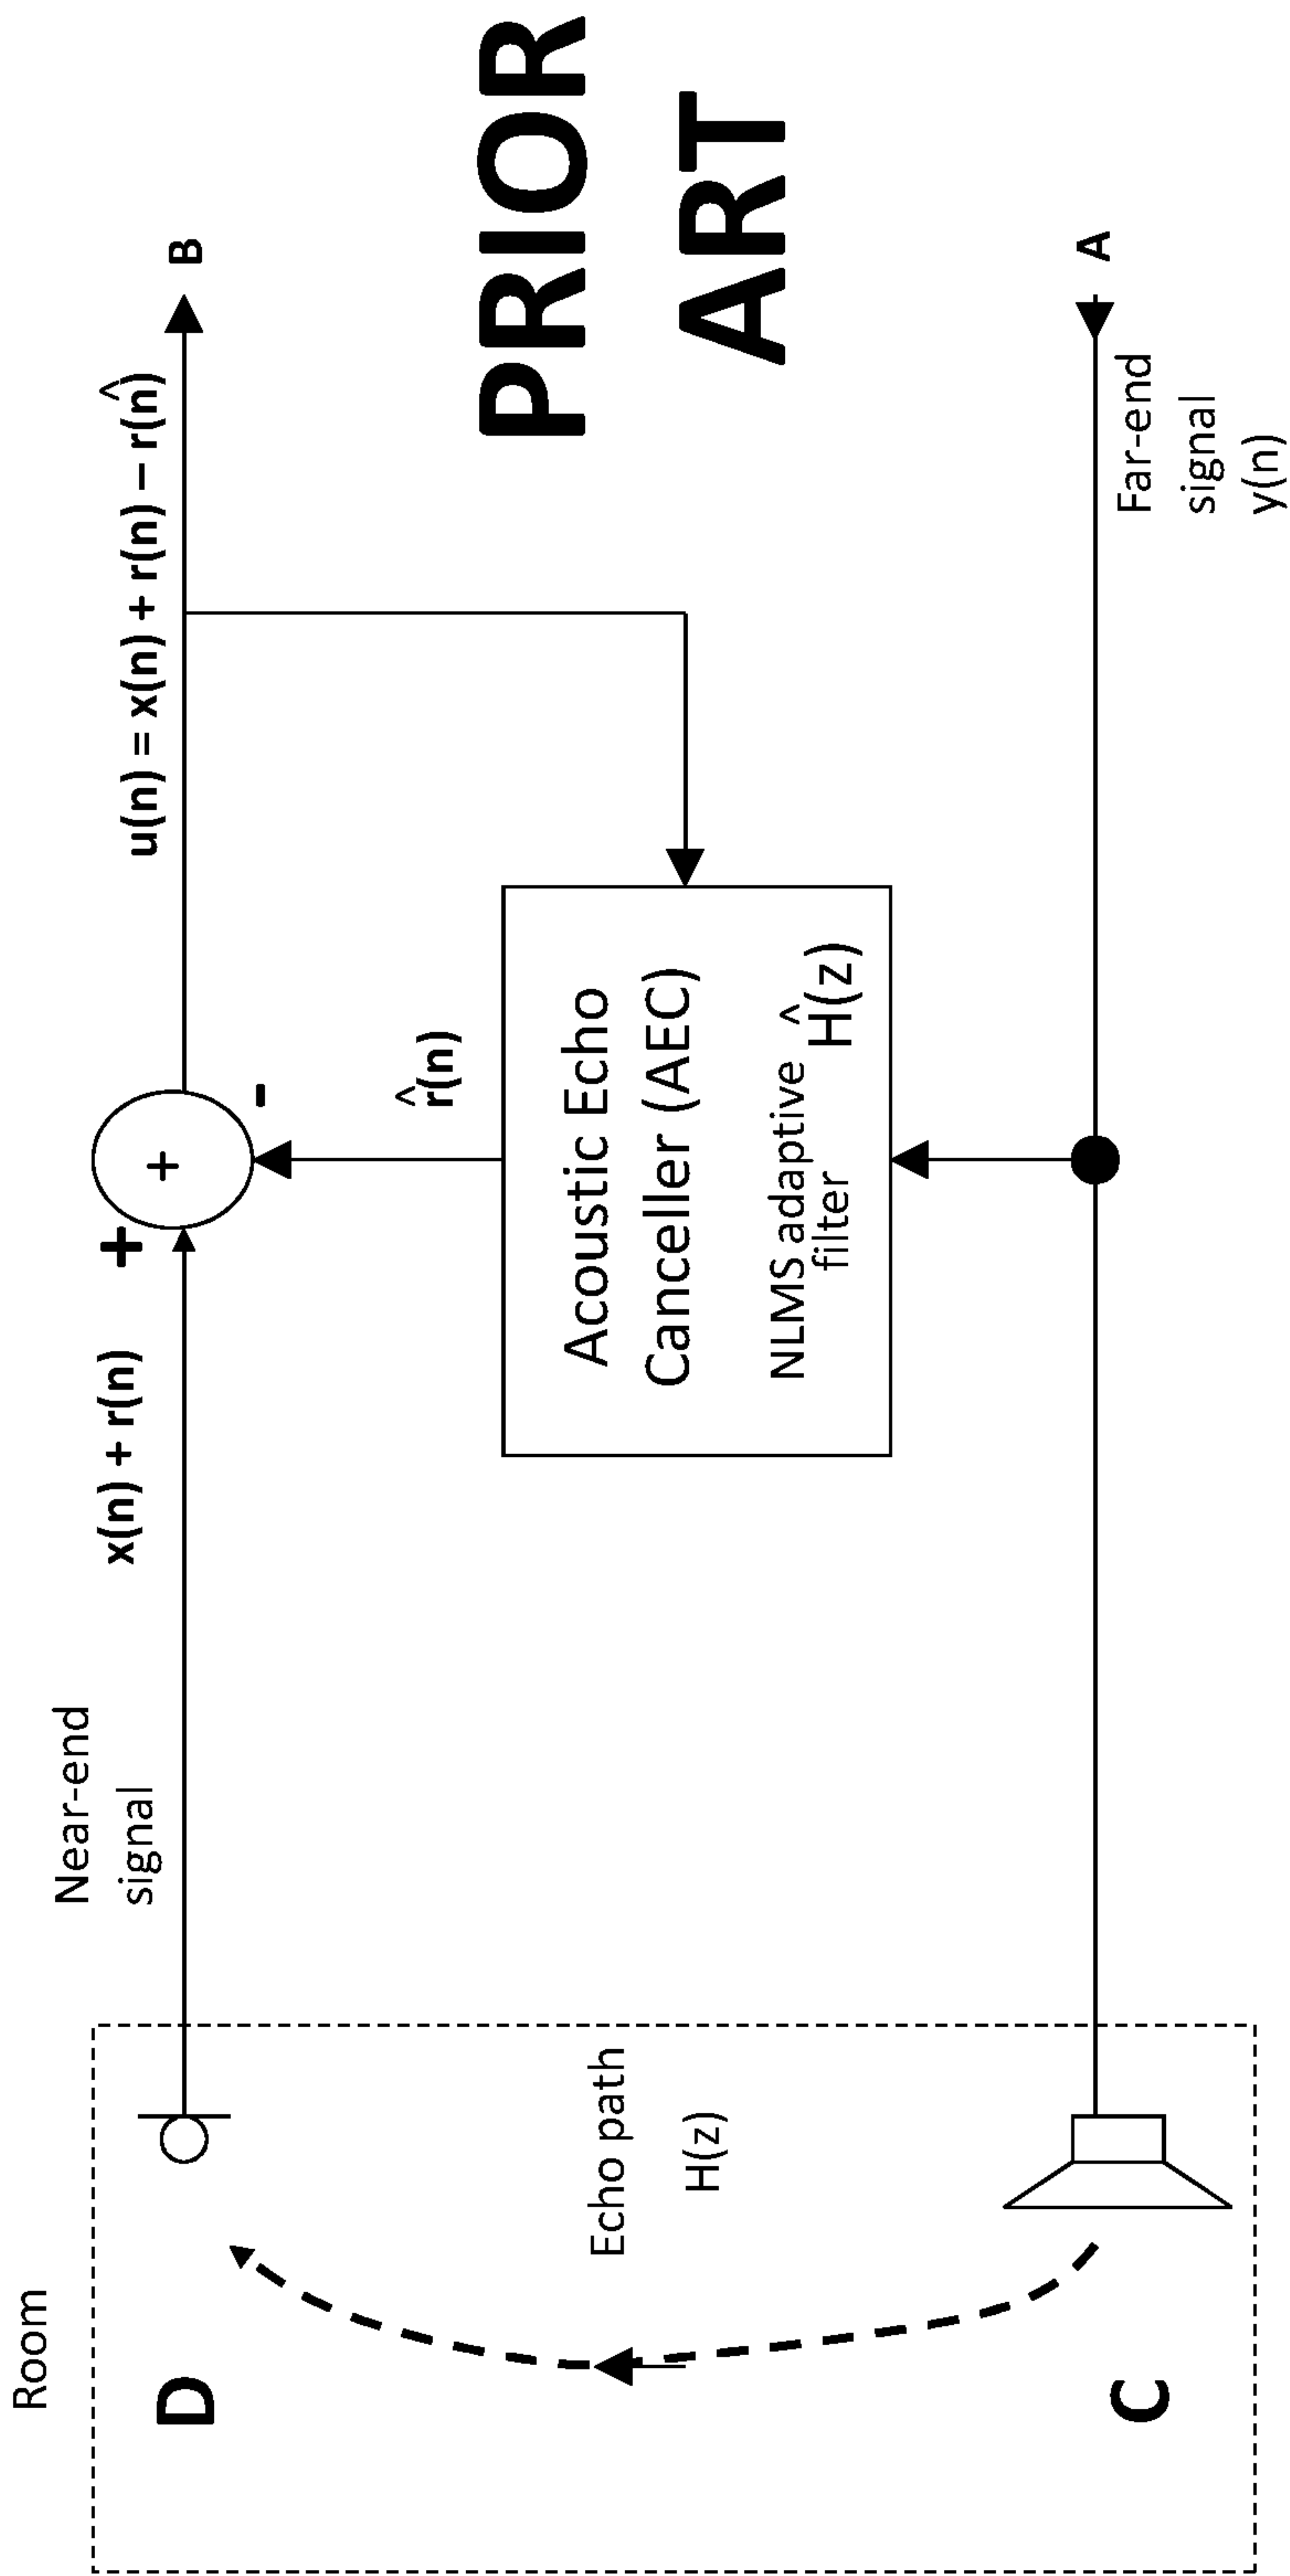 Room
D
C
Echo path
H(z)
Near-end
signal
x(n) + r(n)
+
+
-
r̂(n)
Acoustic Echo
Canceller (AEC)
NLMS adaptive Ĥ(z)
filter
u(n) = x(n) + r(n) – r(n̂)
B
Far-end
signal
y(n)
A
PRIOR
ART